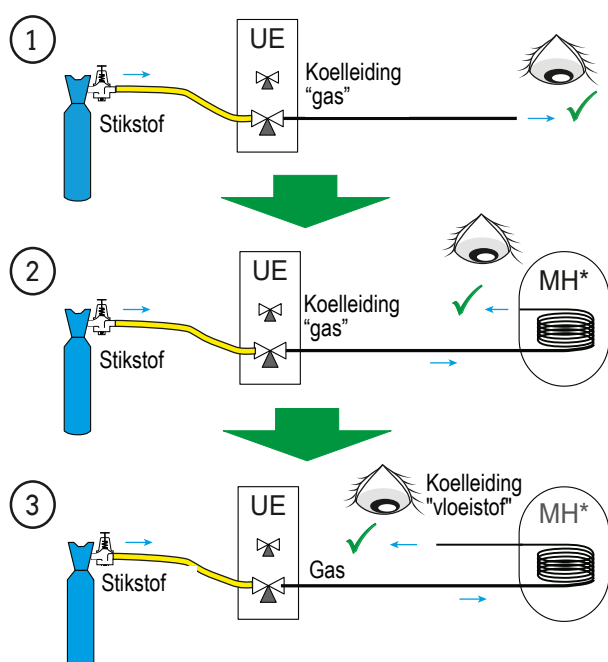 1
UE
Koelleiding
“gas”
Stikstof
2
UE
MH*
Koelleiding
“gas”
Stikstof
3
UE
Koelleiding
"vloeistof"
MH*
Gas
Stikstof